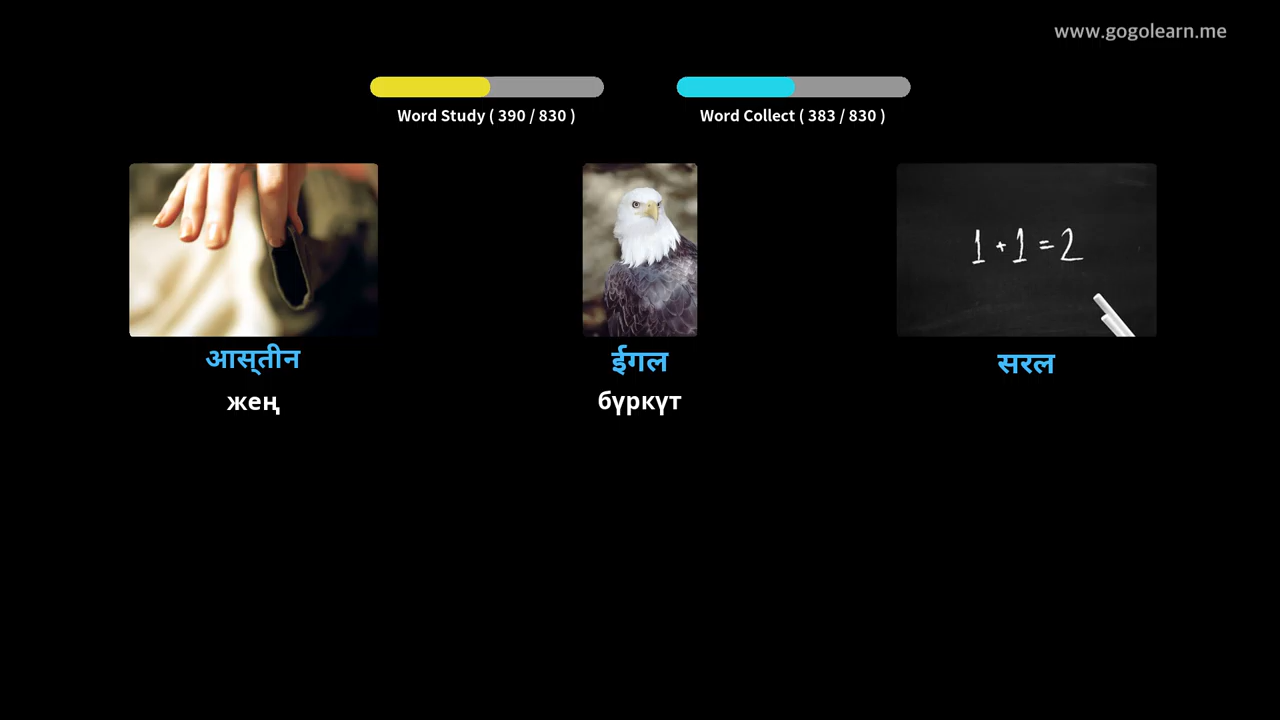 www.gogolearn.me
Word Study ( 390 / 830 )
Word Collect ( 383 / 830 )
1 + 1 = 2
आस्‌तीन
ईगल
सरल
жең
бүркүт